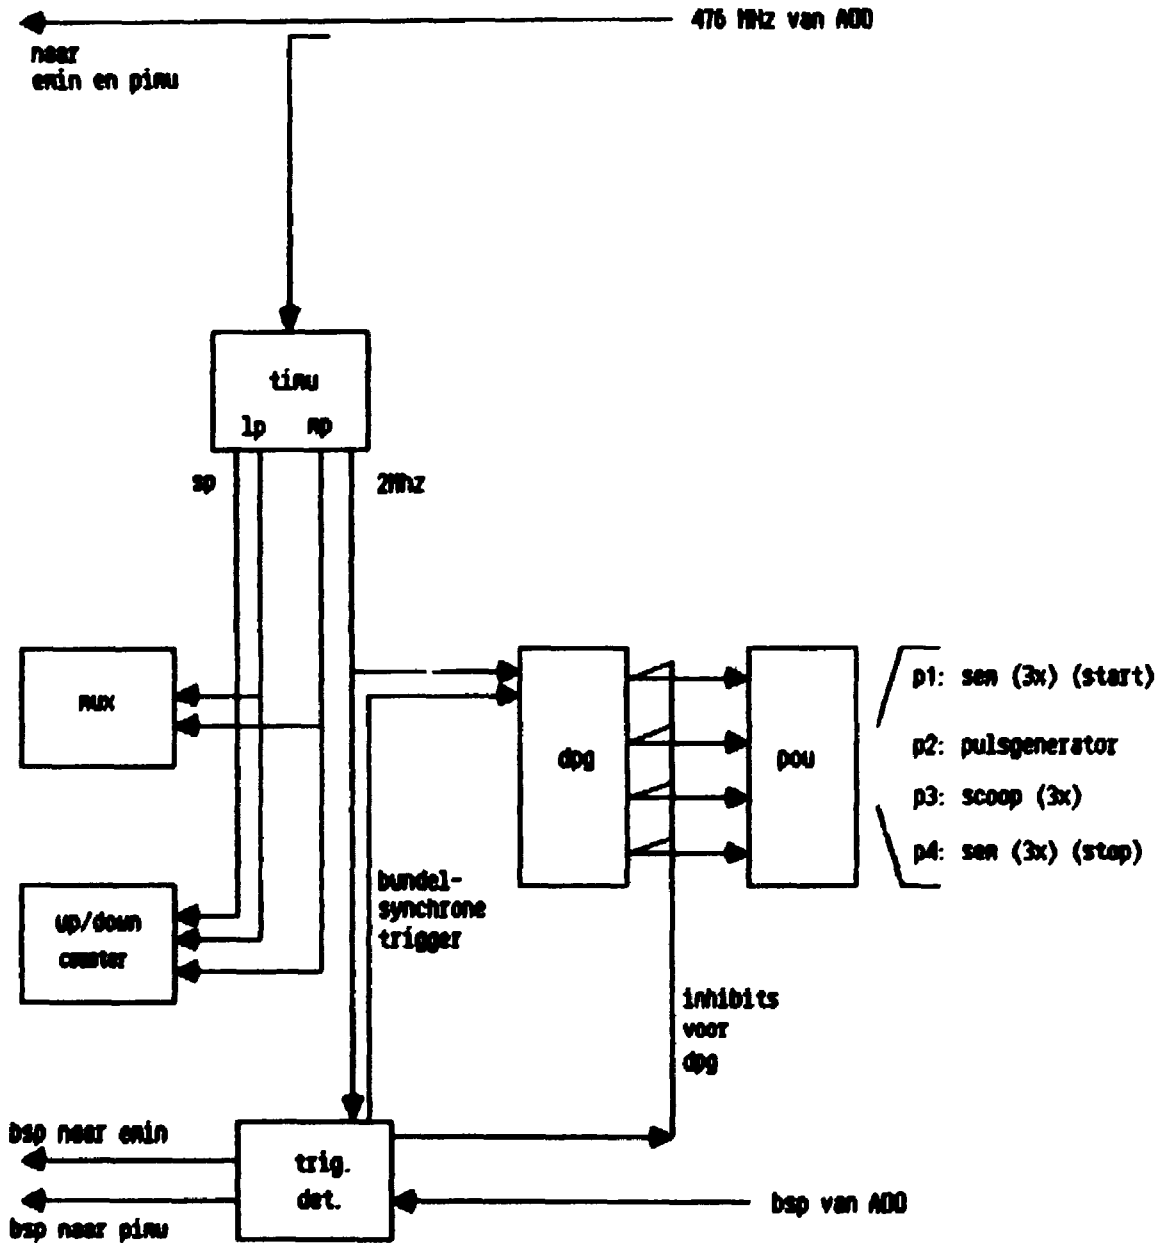 476 MHz van ADD
naar
emin en pimu
timu
lp mp
sp
2Mhz
mux
dpg
pou
p1: sem (3x) (start)
p2: pulsgenerator
p3: scoop (3x)
p4: sem (3x) (stop)
up/down
counter
bundel-
synchrone
trigger
inhibits
voor
dpg
bsp naar emin
trig.
det.
bsp van ADD
bsp naar pimu